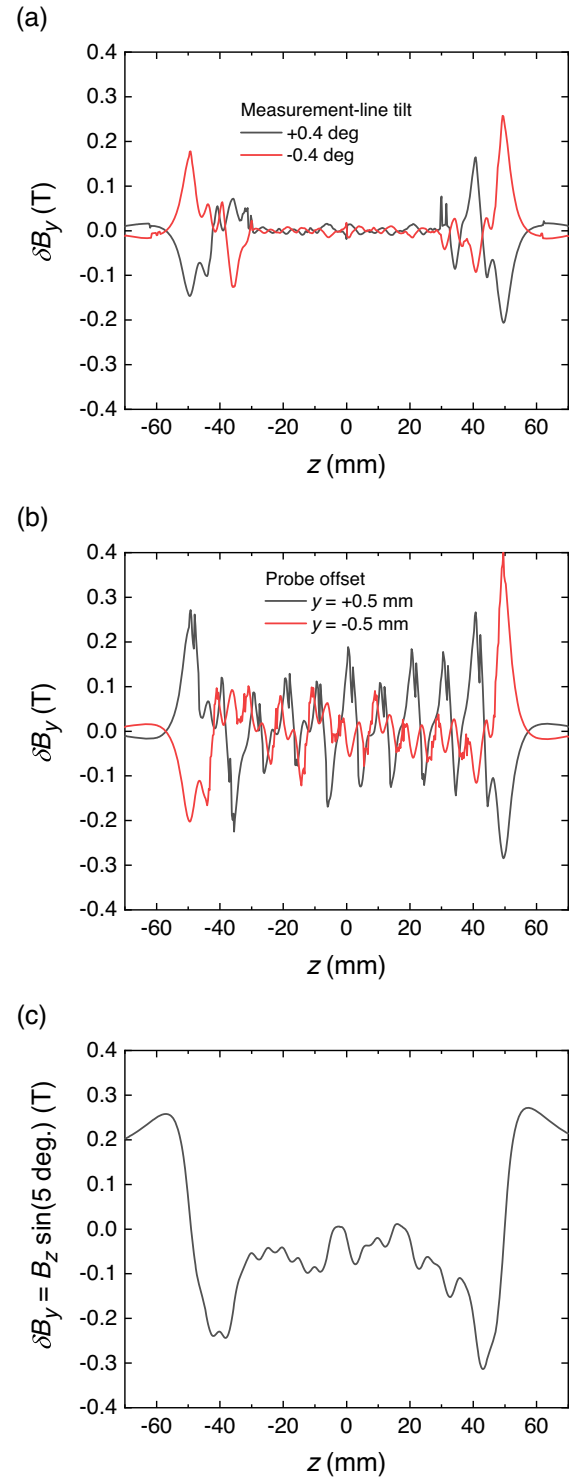 (a)
0.4
0.3
0.2
0.1
0.0
-0.1
-0.2
-0.3
-0.4
δB_y (T)
Measurement-line tilt
+0.4 deg
-0.4 deg
-60 -40 -20 0 20 40 60
z (mm)
(b)
0.4
0.3
0.2
0.1
0.0
-0.1
-0.2
-0.3
-0.4
δB_y (T)
Probe offset
y = +0.5 mm
y = -0.5 mm
-60 -40 -20 0 20 40 60
z (mm)
(c)
0.4
0.3
0.2
0.1
0.0
-0.1
-0.2
-0.3
-0.4
δB_y = B_z sin(5 deg.) (T)
-60 -40 -20 0 20 40 60
z (mm)